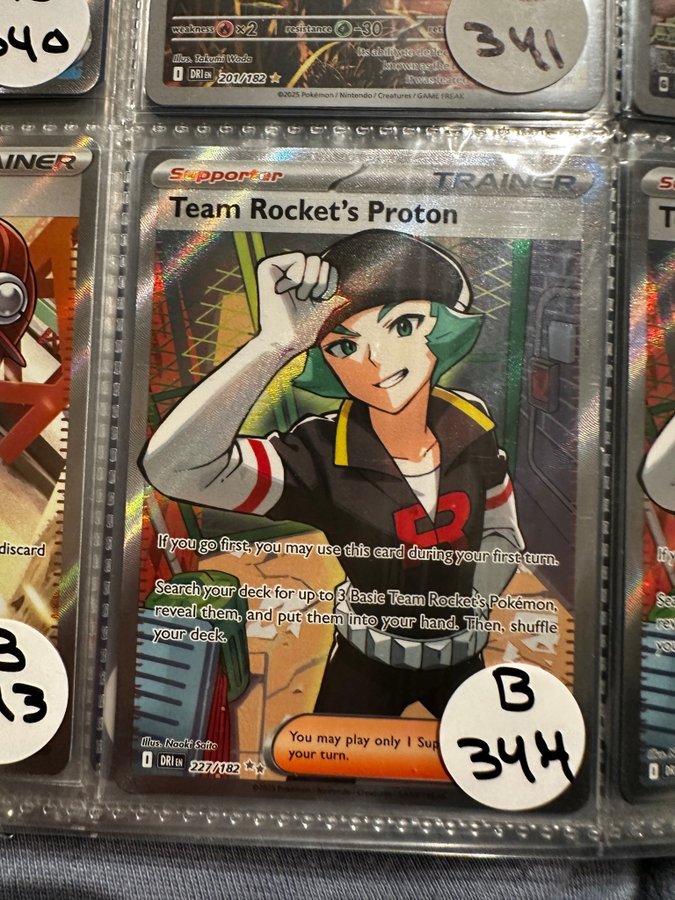 040
weakness ×2 resistance -30
Illus. Takumi Wada
I DRI EN 201/182
©2025 Pokémon / Nintendo / Creatures / GAME FREAK
341
AINER
Supporter TRAINER
Team Rocket's Proton
If you go first, you may use this card during your first turn.
Search your deck for up to 3 Basic Team Rocket's Pokémon,
reveal them, and put them into your hand. Then, shuffle
your deck.
discard
You may play only 1 Sup
your turn.
Illus. Naoki Saito
I DRI EN 227/182
B
344
B
13